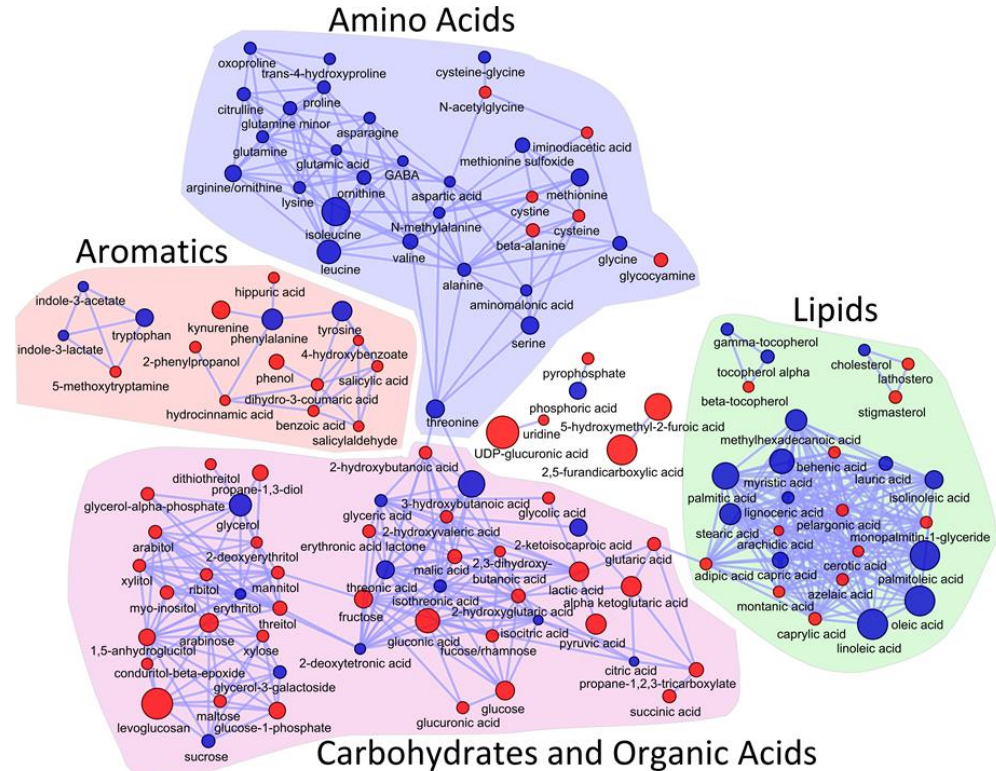 Amino Acids
oxoproline
trans-4-hydroxyproline
cysteine-glycine
proline
citrulline
N-acetylglycine
glutamine minor
asparagine
iminodiacetic acid
glutamine
methionine sulfoxide
glutamic acid
GABA
arginine/ornithine
ornithine
aspartic acid
methionine
lysine
cystine
N-methylalanine
cysteine
isoleucine
beta-alanine
valine
glycine
leucine
alanine
glycocyamine
aminomalonic acid
serine
threonine
Aromatics
indole-3-acetate
hippuric acid
tryptophan
kynurenine
phenylalanine
tyrosine
indole-3-lactate
2-phenylpropanol
4-hydroxybenzoate
5-methoxytryptamine
phenol
salicylic acid
dihydro-3-coumaric acid
hydrocinnamic acid
benzoic acid
salicylaldehyde
pyrophosphate
phosphoric acid
uridine
5-hydroxymethyl-2-furoic acid
UDP-glucuronic acid
2,5-furandicarboxylic acid
Lipids
gamma-tocopherol
cholesterol
tocopherol alpha
lathostero
beta-tocopherol
stigmasterol
methylhexadecanoic acid
behenic acid
lauric acid
myristic acid
isolinoleic acid
palmitic acid
lignoceric acid
pelargonic acid
stearic acid
monopalmitin-1-glyceride
arachidic acid
cerotic acid
adipic acid
capric acid
palmitoleic acid
azelaic acid
montanic acid
caprylic acid
oleic acid
linoleic acid
2-hydroxybutanoic acid
dithiothreitol
propane-1,3-diol
3-hydroxybutanoic acid
glycerol-alpha-phosphate
glyceric acid
glycolic acid
glycerol
2-hydroxyvaleric acid
arabitol
2-deoxyerythritol
erythronic acid lactone
2-ketoisocaproic acid
malic acid
2,3-dihydroxy-
butanoic acid
glutaric acid
xylitol
ribitol
mannitol
threonic acid
lactic acid
myo-inositol
erythritol
isothreonic acid
alpha ketoglutaric acid
threitol
fructose
2-hydroxyglutaric acid
arabinose
gluconic acid
isocitric acid
1,5-anhydroglucitol
xylose
fucose/rhamnose
pyruvic acid
2-deoxytetronic acid
conduritol-beta-epoxide
citric acid
glycerol-3-galactoside
propane-1,2,3-tricarboxylate
levoglucosan
maltose
glucose
glucose-1-phosphate
glucuronic acid
succinic acid
sucrose
Carbohydrates and Organic Acids